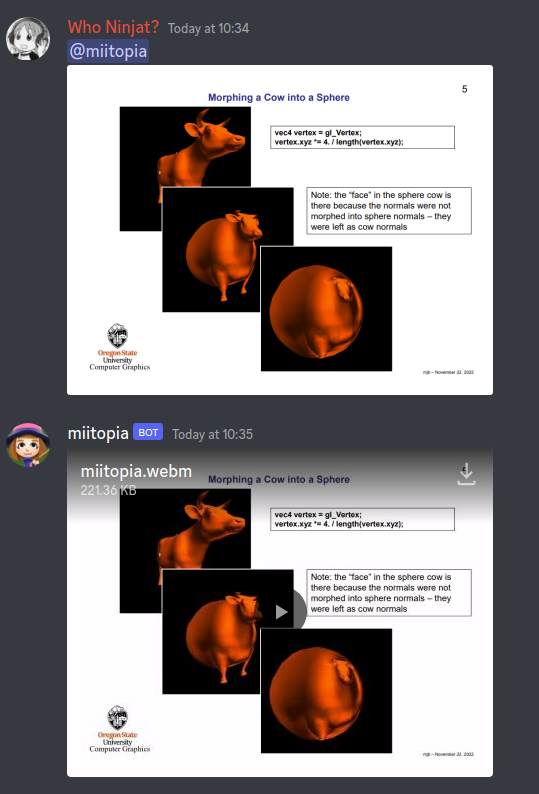 Who Ninjat? Today at 10:34
@miitopia
5
Morphing a Cow into a Sphere
vec4 vertex = gl_Vertex;
vertex.xyz *= 4. / length(vertex.xyz);
Note: the “face” in the sphere cow is
there because the normals were not
morphed into sphere normals – they
were left as cow normals
Oregon State
University
Computer Graphics
mjb – November 22, 2022
miitopia BOT Today at 10:35
miitopia.webm
221.36 KB
Morphing a Cow into a Sphere
vec4 vertex = gl_Vertex;
vertex.xyz *= 4. / length(vertex.xyz);
Note: the “face” in the sphere cow is
there because the normals were not
morphed into sphere normals – they
were left as cow normals
Oregon State
University
Computer Graphics
mjb – November 22, 2022